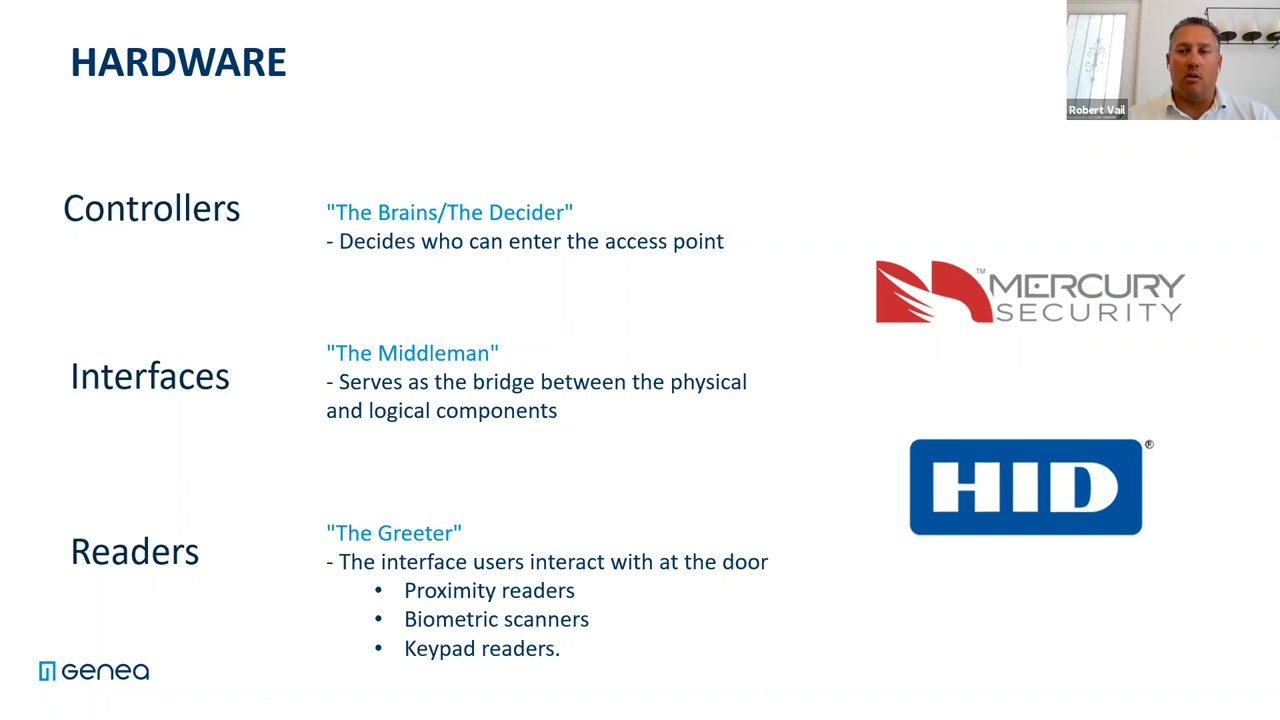 HARDWARE
Robert Vail
Controllers
"The Brains/The Decider"
- Decides who can enter the access point
™
MERCURY
SECURITY
Interfaces
"The Middleman"
- Serves as the bridge between the physical
and logical components
HID®
Readers
"The Greeter"
- The interface users interact with at the door
• Proximity readers
• Biometric scanners
• Keypad readers.
Genea